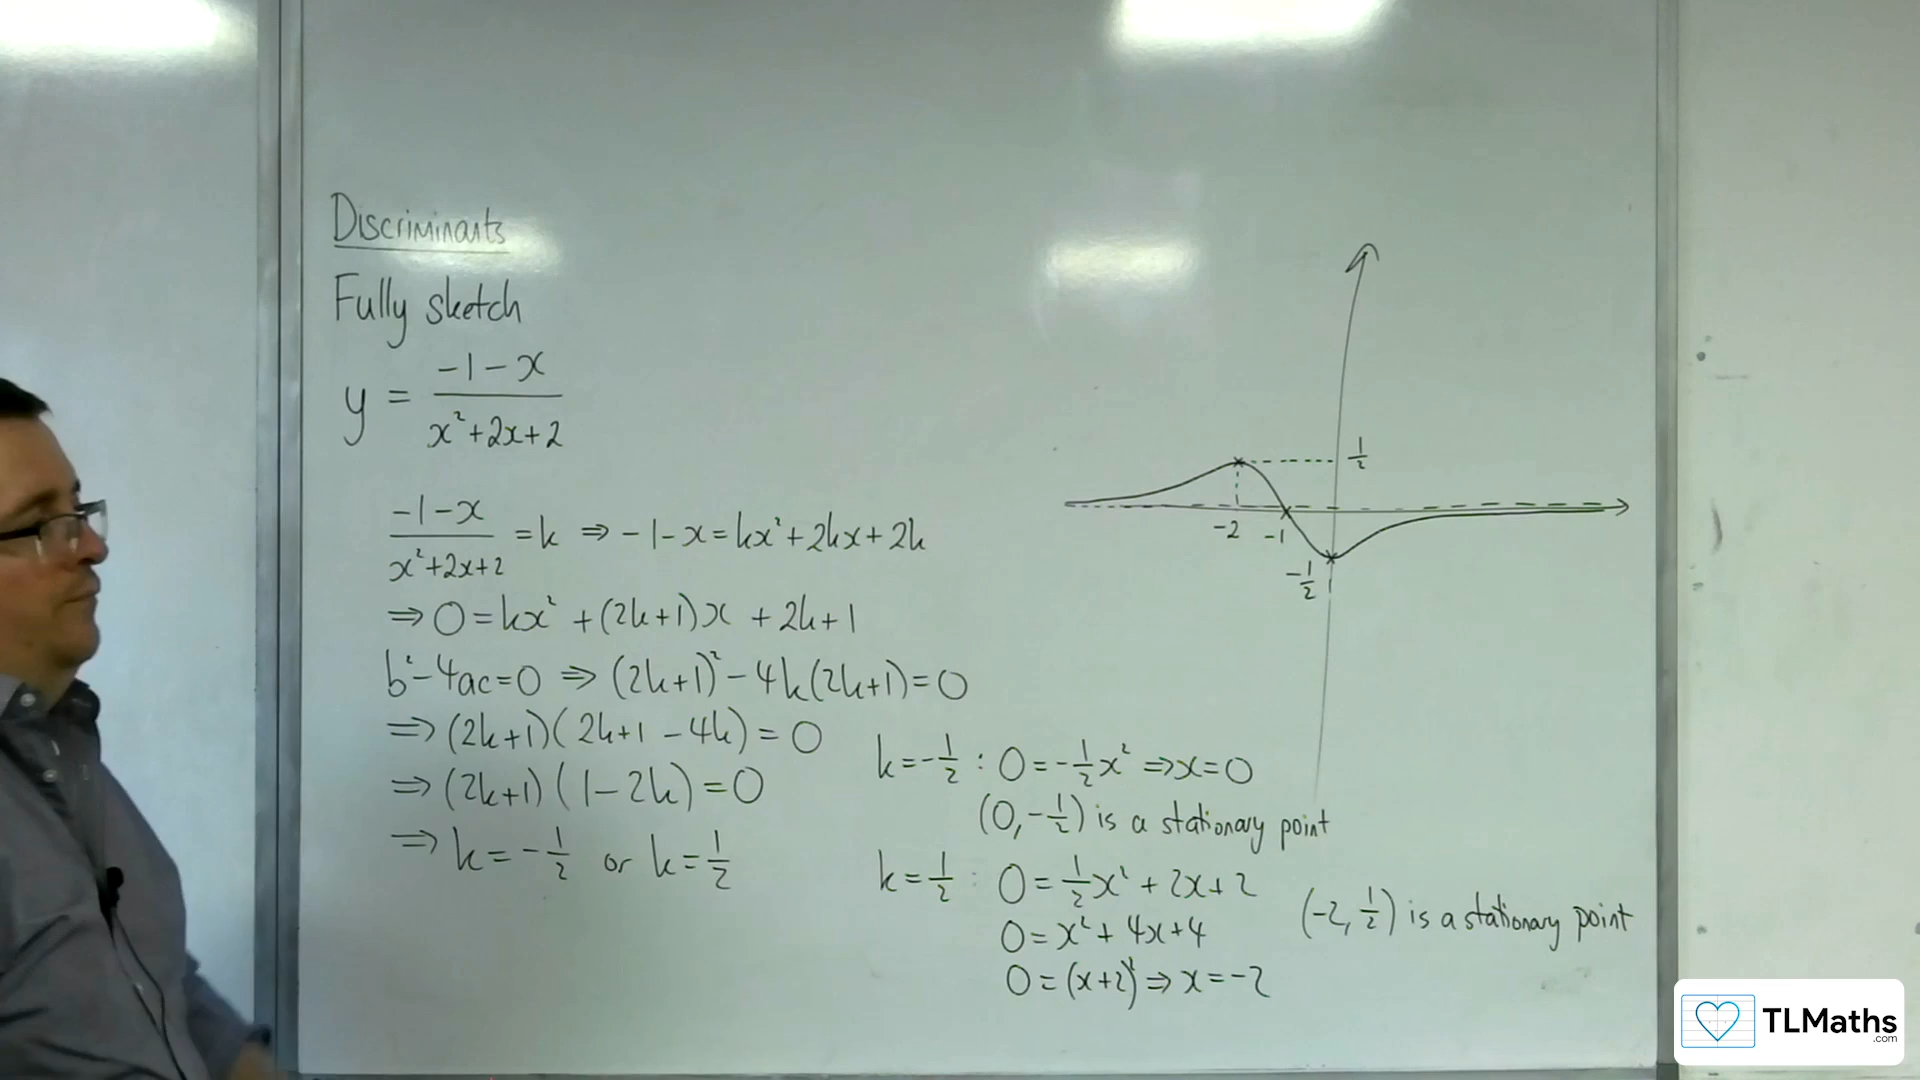 Discriminants
Fully sketch
y = (-1-x)/(x²+2x+2)
(-1-x)/(x²+2x+2) = k ⇒ -1-x = kx²+2kx+2k
⇒ 0 = kx² + (2k+1)x + 2k+1
b²-4ac=0 ⇒ (2k+1)² - 4k(2k+1) = 0
⇒ (2k+1)(2k+1-4k) = 0
⇒ (2k+1)(1-2k) = 0
⇒ k = -1/2 or k = 1/2
k = -1/2 : 0 = -1/2x² ⇒ x = 0
(0, -1/2) is a stationary point
k = 1/2 : 0 = 1/2x² + 2x + 2
0 = x² + 4x + 4
0 = (x+2)² ⇒ x = -2
(-2, 1/2) is a stationary point
1/2
-2
-1
-1/2
TLMaths
.com